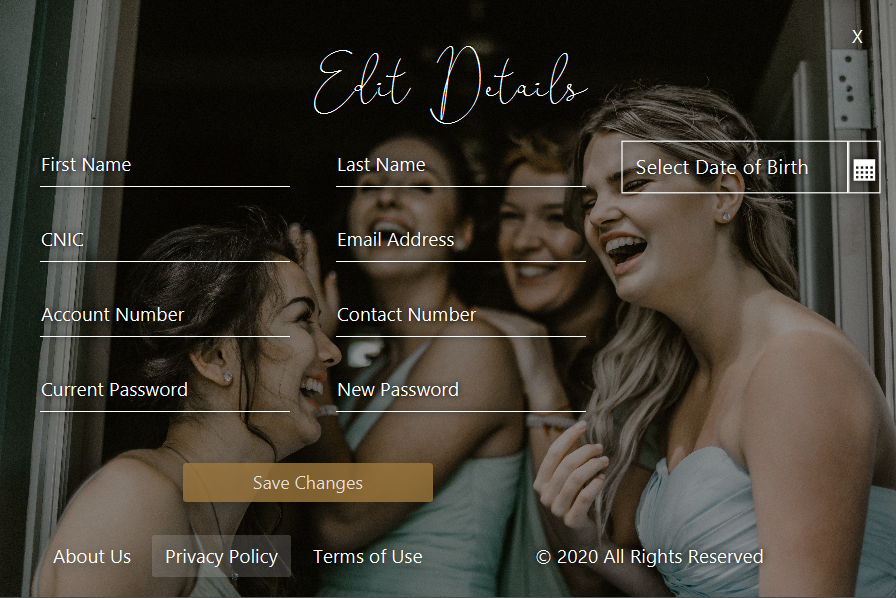 X
Edit Details
First Name
Last Name
Select Date of Birth
CNIC
Email Address
Account Number
Contact Number
Current Password
New Password
Save Changes
About Us
Privacy Policy
Terms of Use
© 2020 All Rights Reserved